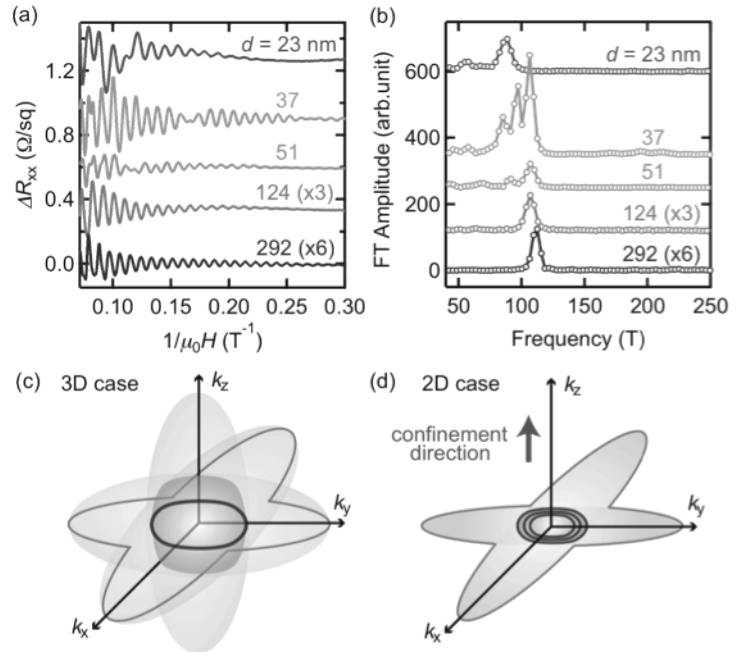 (a)
d = 23 nm
37
51
124 (x3)
292 (x6)
ΔRxx (Ω/sq)
1.2
0.8
0.4
0.0
0.10
0.15
0.20
0.25
0.30
1/μ0H (T-1)
(b)
d = 23 nm
37
51
124 (x3)
292 (x6)
FT Amplitude (arb.unit)
600
400
200
0
50
100
150
200
250
Frequency (T)
(c) 3D case
kz
ky
kx
(d) 2D case
kz
confinement
direction
ky
kx